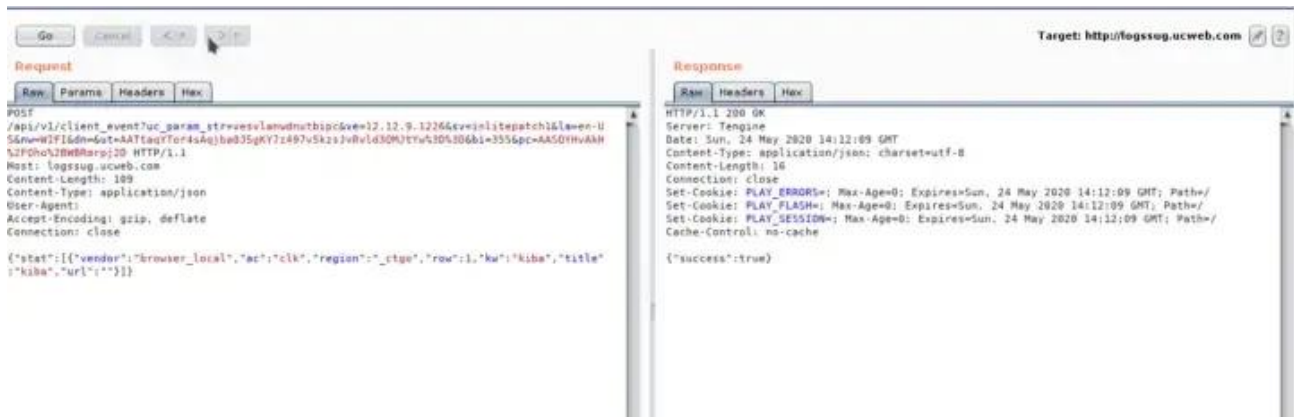 Go Cancel < >
Target: http://logssug.ucweb.com ?
Request
Raw Params Headers Hex
POST
HTTP/1.1
Host: logssug.ucweb.com
Content-Length: 109
Content-Type: application/json
User-Agent:
Accept-Encoding: gzip, deflate
Connection: close
{"stat":[{"vendor":"browser_local","ac":"clk","region":"_ctgo","row":1,"kw":"kiba","title"
:"kiba","url":""}]}
Response
Raw Headers Hex
HTTP/1.1 200 OK
Server: Tengine
Date: Sun, 24 May 2020 14:12:09 GMT
Content-Type: application/json; charset=utf-8
Content-Length: 16
Connection: close
Set-Cookie: PLAY_ERRORS=; Max-Age=0; Expires=Sun, 24 May 2020 14:12:09 GMT; Path=/
Set-Cookie: PLAY_FLASH=; Max-Age=0; Expires=Sun, 24 May 2020 14:12:09 GMT; Path=/
Set-Cookie: PLAY_SESSION=; Max-Age=0; Expires=Sun, 24 May 2020 14:12:09 GMT; Path=/
Cache-Control: no-cache
{"success":true}